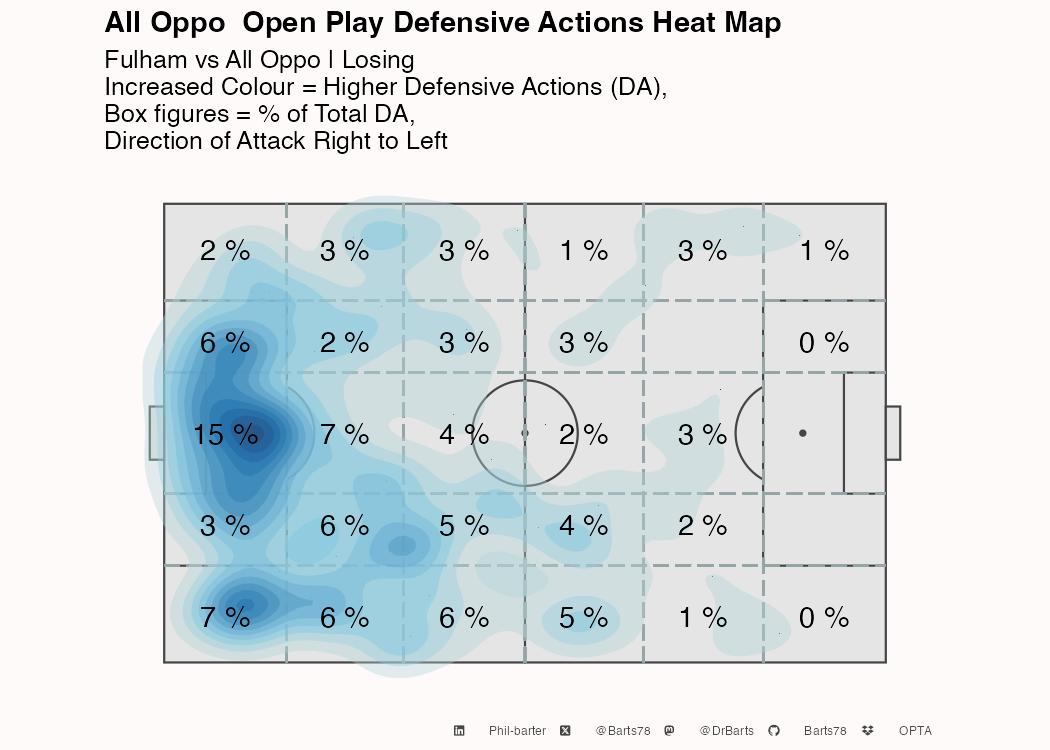 All Oppo  Open Play Defensive Actions Heat Map
Fulham vs All Oppo | Losing
Increased Colour = Higher Defensive Actions (DA),
Box figures = % of Total DA,
Direction of Attack Right to Left
2 % 3 % 3 % 1 % 3 % 1 %
6 % 2 % 3 % 3 % 0 %
15 % 7 % 4 % 2 % 3 %
3 % 6 % 5 % 4 % 2 %
7 % 6 % 6 % 5 % 1 % 0 %
Phil-barter @Barts78 @DrBarts Barts78 OPTA